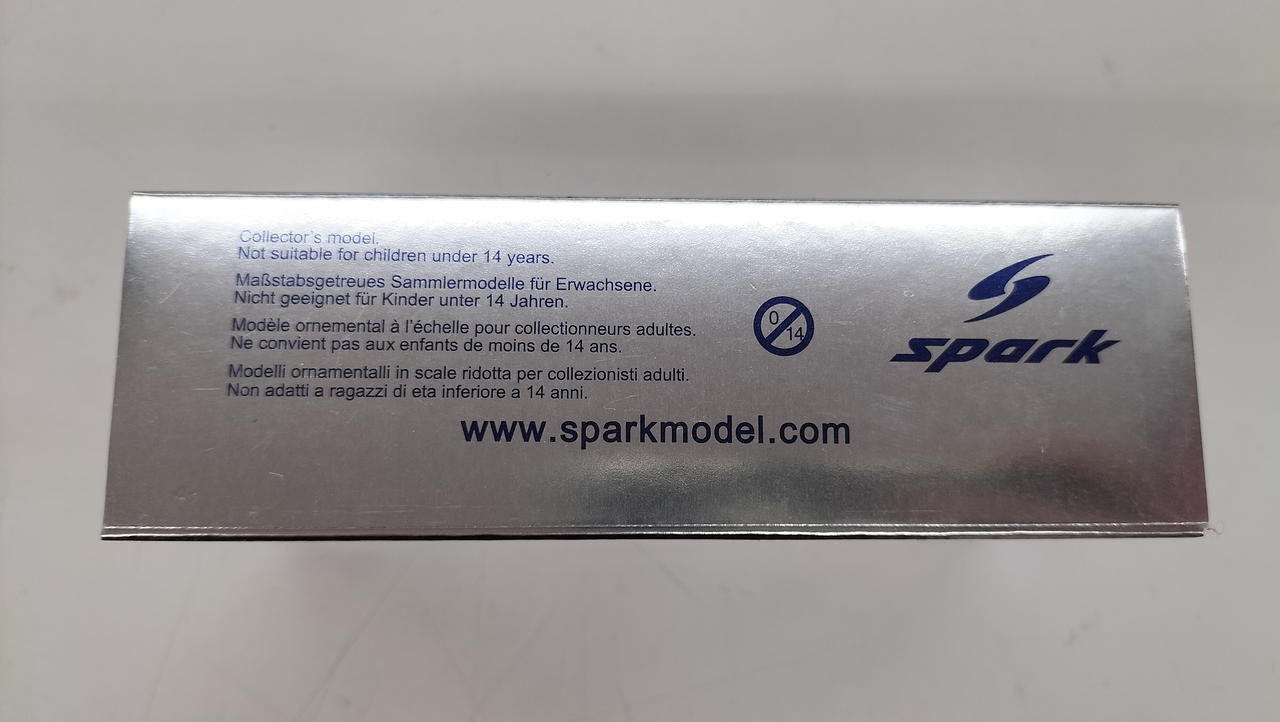 Collector's model.
Not suitable for children under 14 years.
Maßstabsgetreues Sammlermodelle für Erwachsene.
Nicht geeignet für Kinder unter 14 Jahren.
Modèle ornemental à l'échelle pour collectionneurs adultes.
Ne convient pas aux enfants de moins de 14 ans.
Modelli ornamentalli in scale ridotta per collezionisti adulti.
Non adatti a ragazzi di eta inferiore a 14 anni.
0
14
spark
www.sparkmodel.com